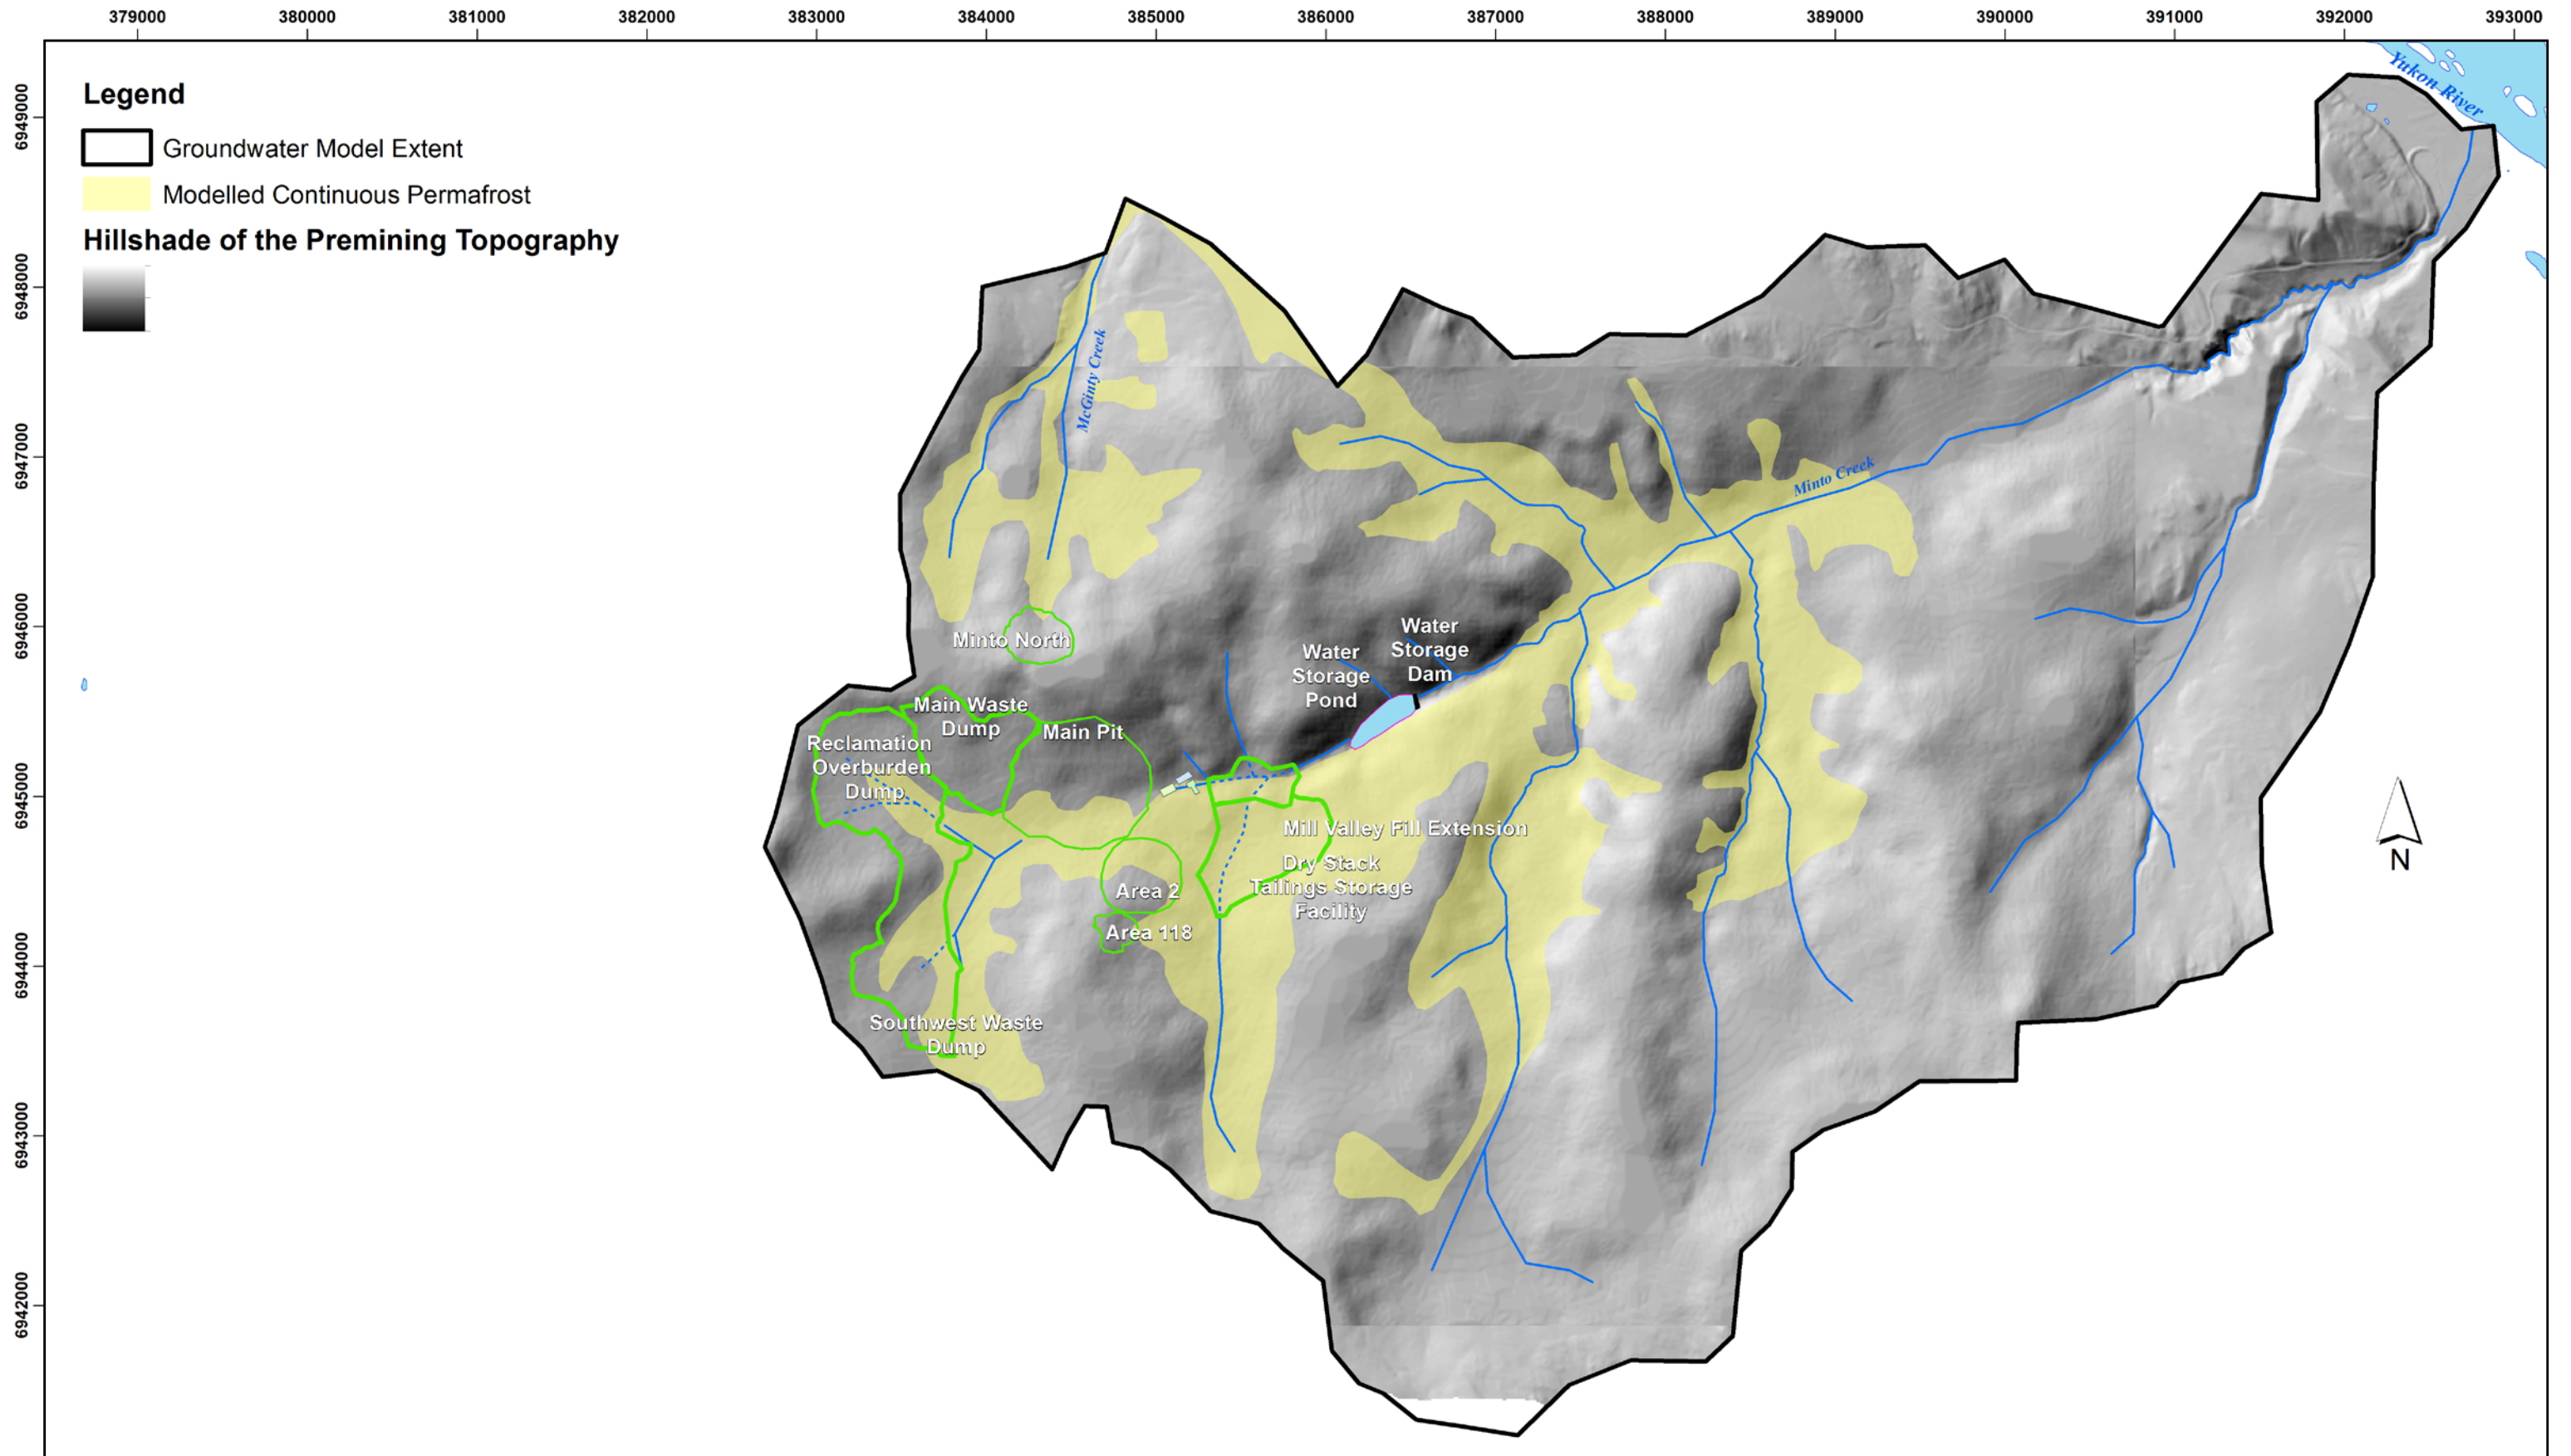 379000 380000 381000 382000 383000 384000 385000 386000 387000 388000 389000 390000 391000 392000 393000
6949000
6948000
6947000
6946000
6945000
6944000
6943000
6942000
Legend
Groundwater Model Extent
Modelled Continuous Permafrost
Hillshade of the Premining Topography
Yukon River
McGinty Creek
Minto Creek
Minto North
Water
Storage
Dam
Water
Storage
Pond
Main Waste
Dump
Main Pit
Reclamation
Overburden
Dump
Mill Valley Fill Extension
Dry Stack
Tailings Storage
Facility
Area 2
Area 118
Southwest Waste
Dump
N